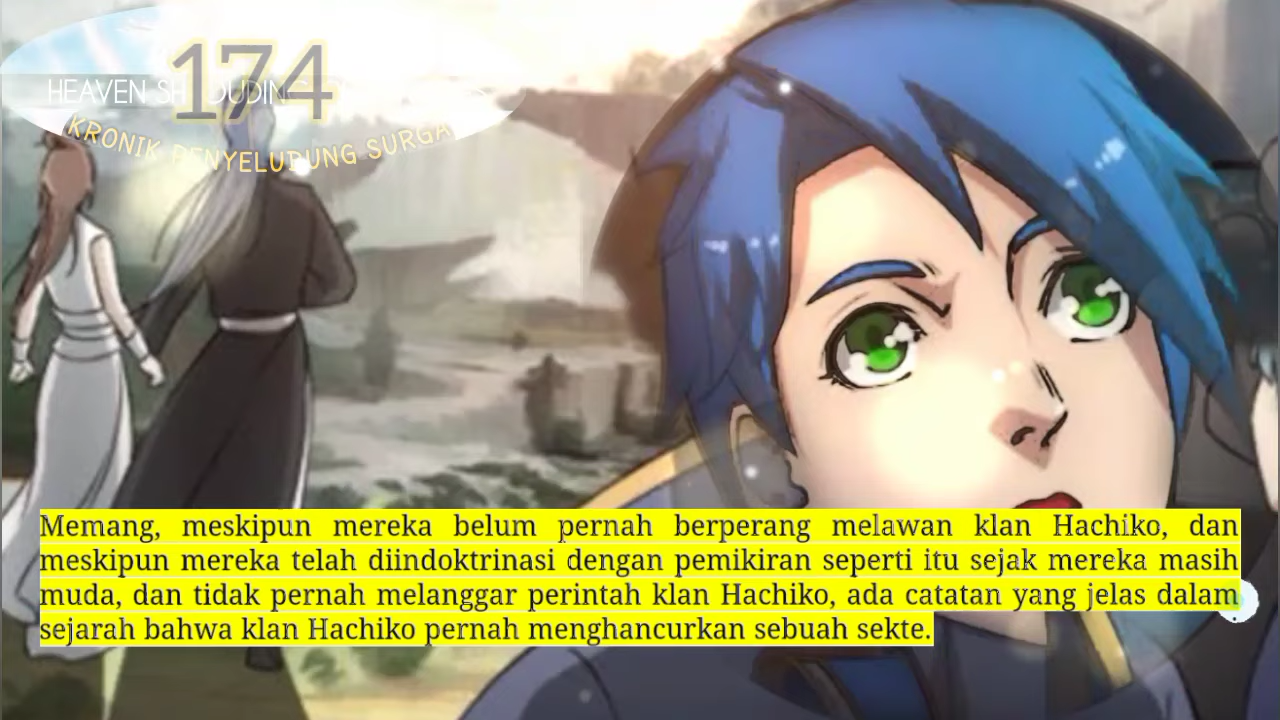 174
HEAVEN SH OUDING
KRONIK PENYELUBUNG SURGA
Memang, meskipun mereka belum pernah berperang melawan klan Hachiko, dan
meskipun mereka telah diindoktrinasi dengan pemikiran seperti itu sejak mereka masih
muda, dan tidak pernah melanggar perintah klan Hachiko, ada catatan yang jelas dalam
sejarah bahwa klan Hachiko pernah menghancurkan sebuah sekte.